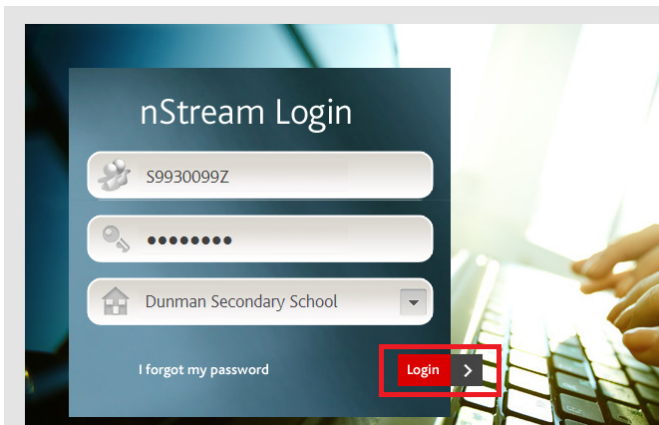 nStream Login
S9930099Z
••••••••
Dunman Secondary School
I forgot my password
Login >